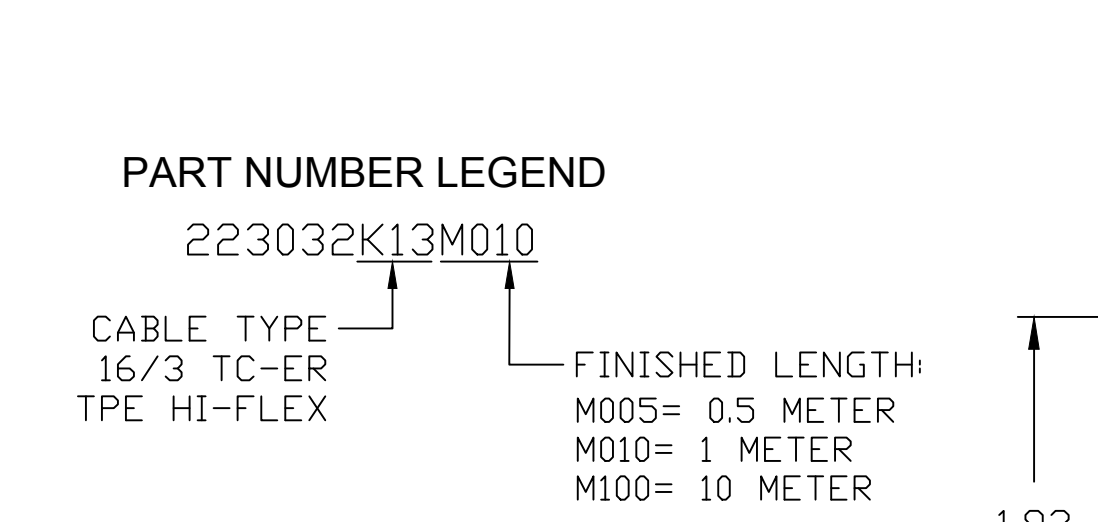 PART NUMBER LEGEND
223032K13M010
CABLE TYPE
16/3 TC-ER
TPE HI-FLEX
FINISHED LENGTH:
M005= 0.5 METER
M010= 1 METER
M100= 10 METER